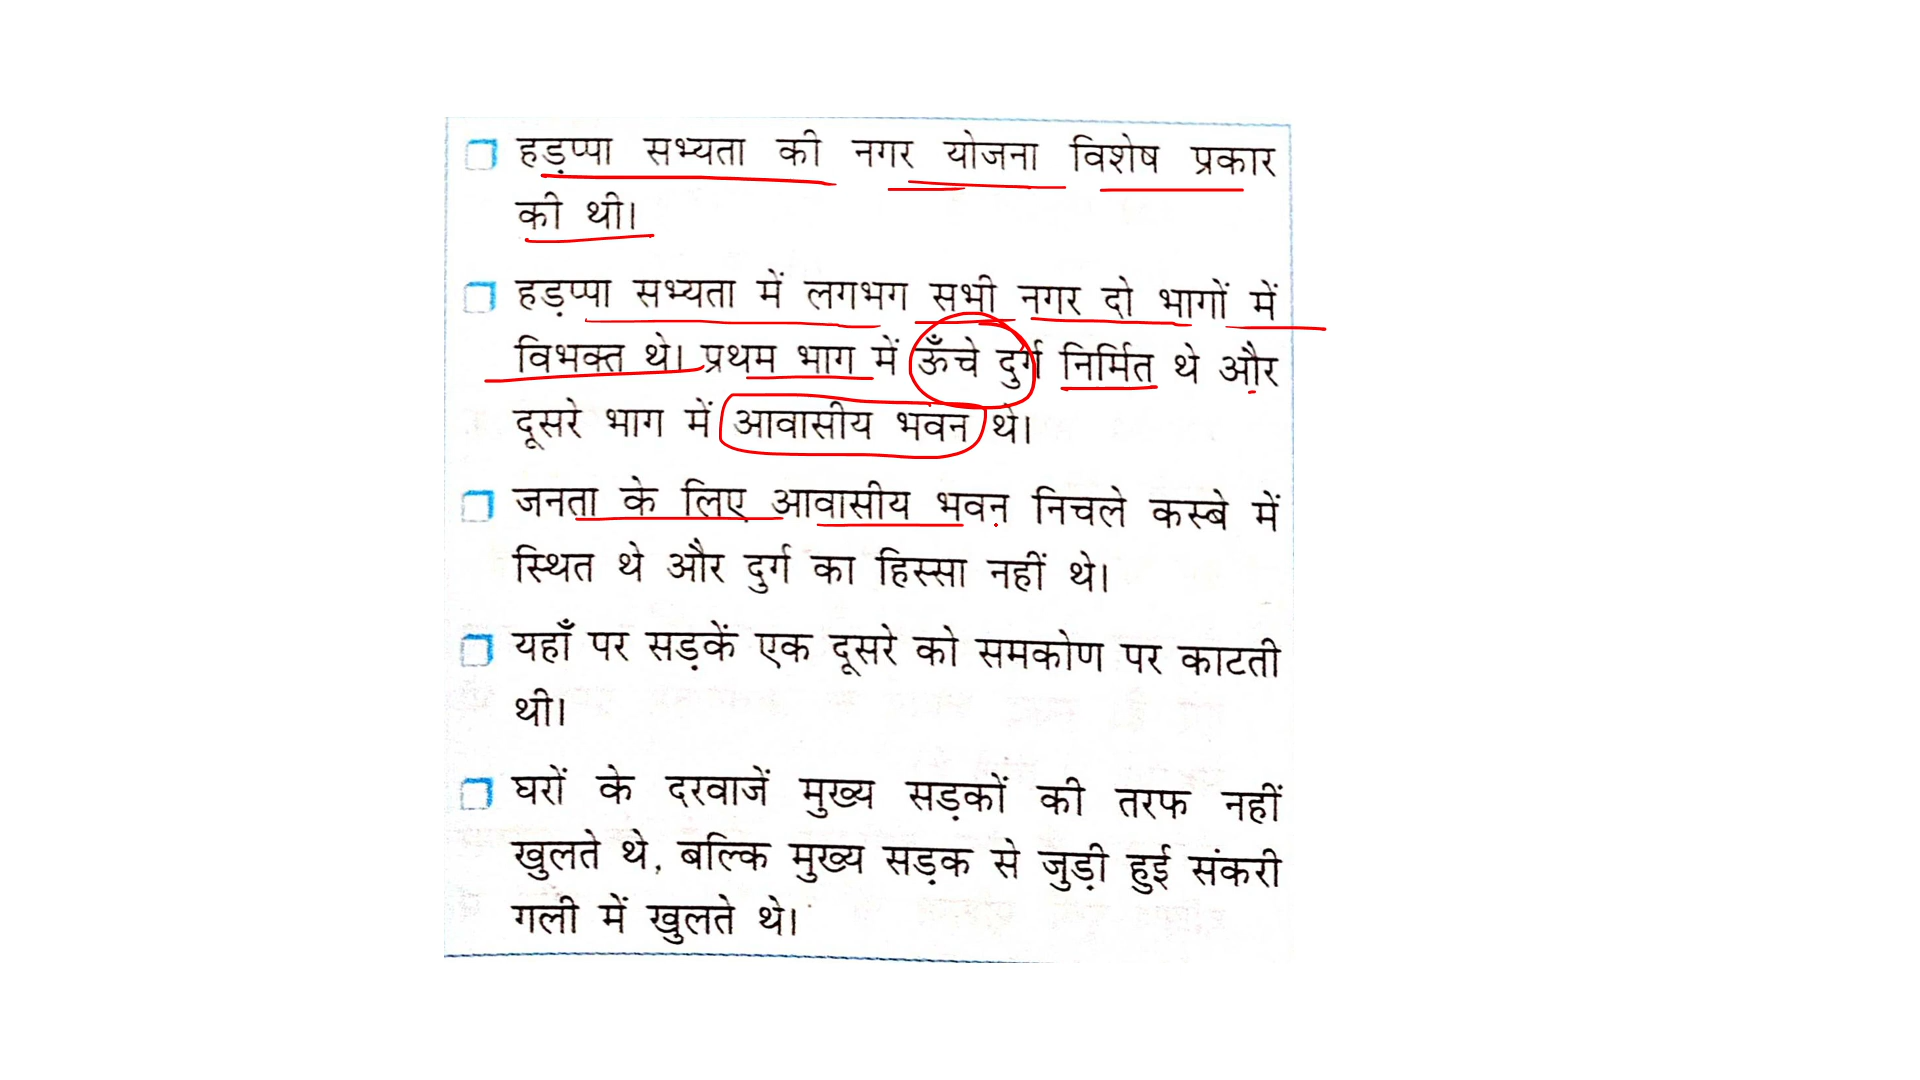 हड़प्पा सभ्यता की नगर योजना विशेष प्रकार
की थी।
हड़प्पा सभ्यता में लगभग सभी नगर दो भागों में
विभक्त थे। प्रथम भाग में ऊँचे दुर्ग निर्मित थे और
दूसरे भाग में आवासीय भवन थे।
जनता के लिए आवासीय भवन निचले कस्बे में
स्थित थे और दुर्ग का हिस्सा नहीं थे।
यहाँ पर सड़कें एक दूसरे को समकोण पर काटती
थी।
घरों के दरवाजें मुख्य सड़कों की तरफ नहीं
खुलते थे, बल्कि मुख्य सड़क से जुड़ी हुई संकरी
गली में खुलते थे।